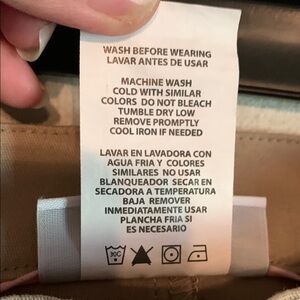 WASH BEFORE WEARING
LAVAR ANTES DE USAR
MACHINE WASH
COLD WITH SIMILAR
COLORS DO NOT BLEACH
TUMBLE DRY LOW
REMOVE PROMPTLY
COOL IRON IF NEEDED
LAVAR EN LAVADORA CON
AGUA FRIA Y COLORES
SIMILARES NO USAR
BLANQUEADOR SECAR EN
SECADORA A TEMPERATURA
BAJA REMOVER
INMEDIATAMENTE USAR
PLANCHA FRIA SI
ES NECESARIO